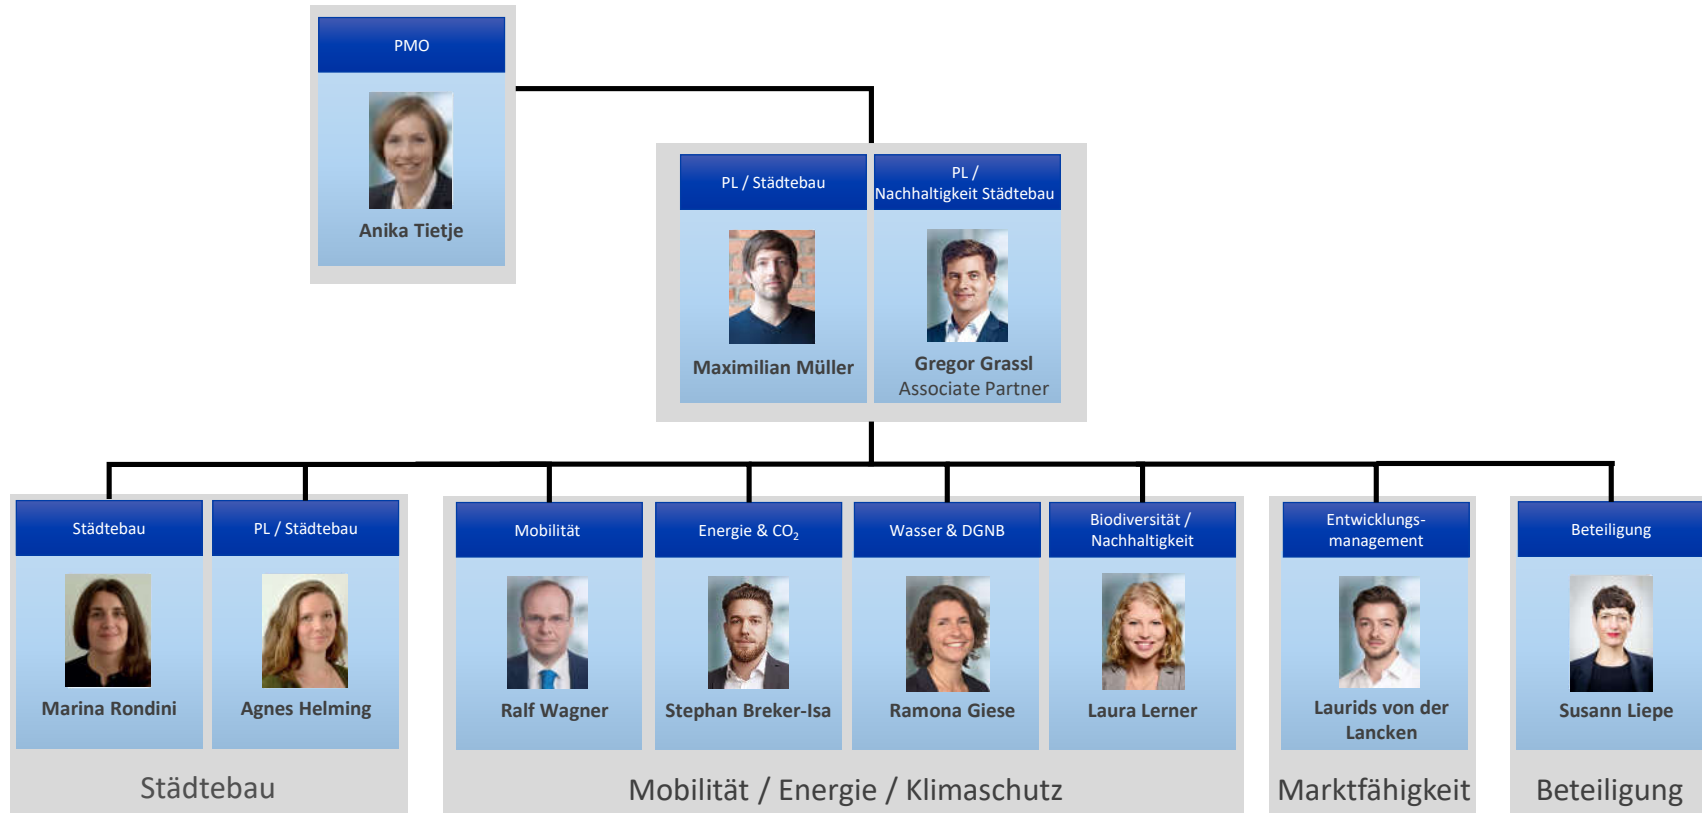 PMO
Anika Tietje
PL / Städtebau
Maximilian Müller
PL /
Nachhaltigkeit Städtebau
Gregor Grassl
Associate Partner
Städtebau
Marina Rondini
PL / Städtebau
Agnes Helming
Städtebau
Mobilität
Ralf Wagner
Energie & CO₂
Stephan Breker-Isa
Wasser & DGNB
Ramona Giese
Biodiversität /
Nachhaltigkeit
Laura Lerner
Mobilität / Energie / Klimaschutz
Entwicklungs-
management
Laurids von der
Lancken
Marktfähigkeit
Beteiligung
Susann Liepe
Beteiligung